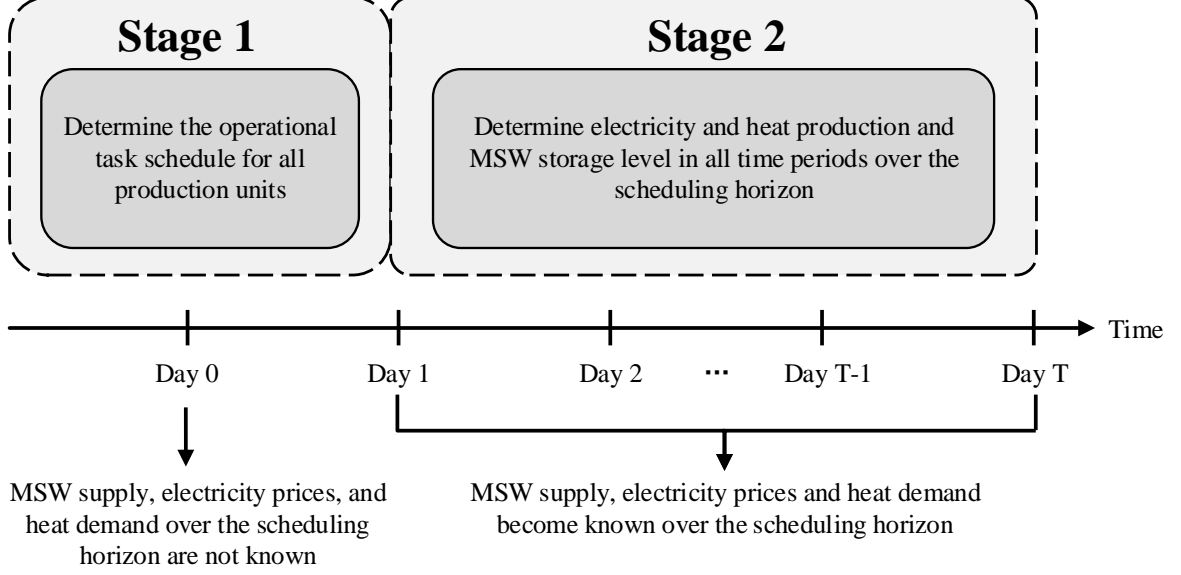 Stage 1
Determine the operational
task schedule for all
production units
Stage 2
Determine electricity and heat production and
MSW storage level in all time periods over the
scheduling horizon
Time
Day 0
Day 1
Day 2
...
Day T-1
Day T
MSW supply, electricity prices, and
heat demand over the scheduling
horizon are not known
MSW supply, electricity prices and heat demand
become known over the scheduling horizon